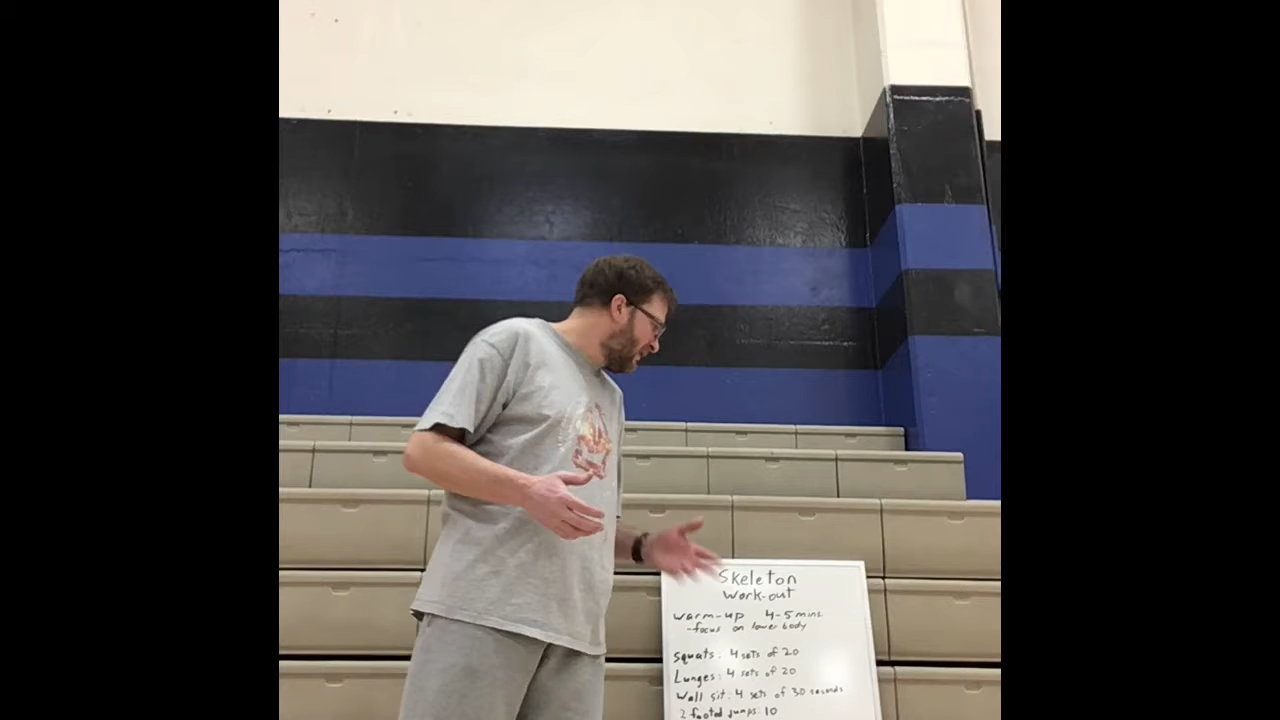 Skeleton
Work-out
Warm-up 4-5 mins
-focus on lower body
Squats: 4 sets of 20
Lunges: 4 sets of 20
Wall sit: 4 sets of 30 seconds
2 footed jumps: 10